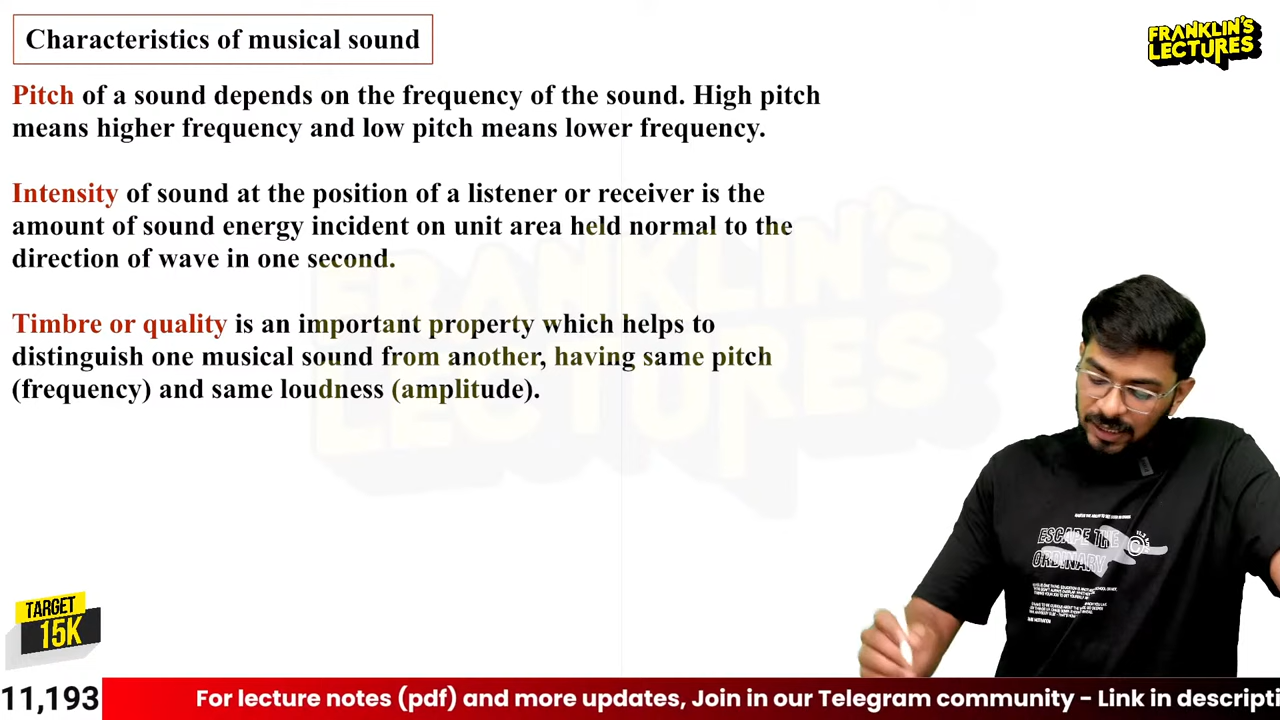 Characteristics of musical sound
FRANKLIN'S
LECTURES
Pitch of a sound depends on the frequency of the sound. High pitch
means higher frequency and low pitch means lower frequency.
Intensity of sound at the position of a listener or receiver is the
amount of sound energy incident on unit area held normal to the
direction of wave in one second.
Timbre or quality is an important property which helps to
distinguish one musical sound from another, having same pitch
(frequency) and same loudness (amplitude).
FRANKLIN'S
LECTURES
ESCAPE THE
ORDINARY
TARGET
15K
11,193
For lecture notes (pdf) and more updates, Join in our Telegram community - Link in descripti